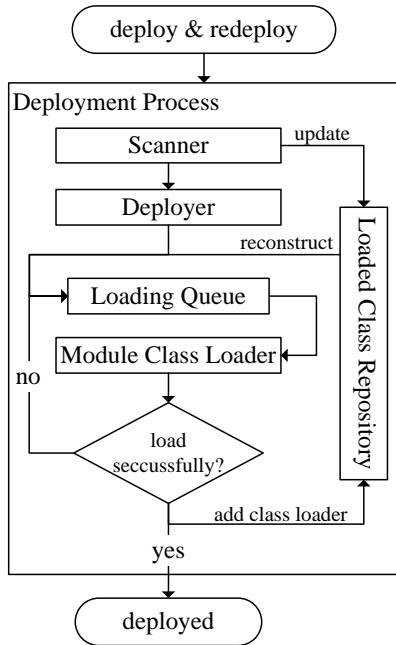 deploy & redeploy
Deployment Process
Scanner
update
Deployer
reconstruct
Loading Queue
Loaded Class Repository
Module Class Loader
no
load
seccussfully?
add class loader
yes
deployed